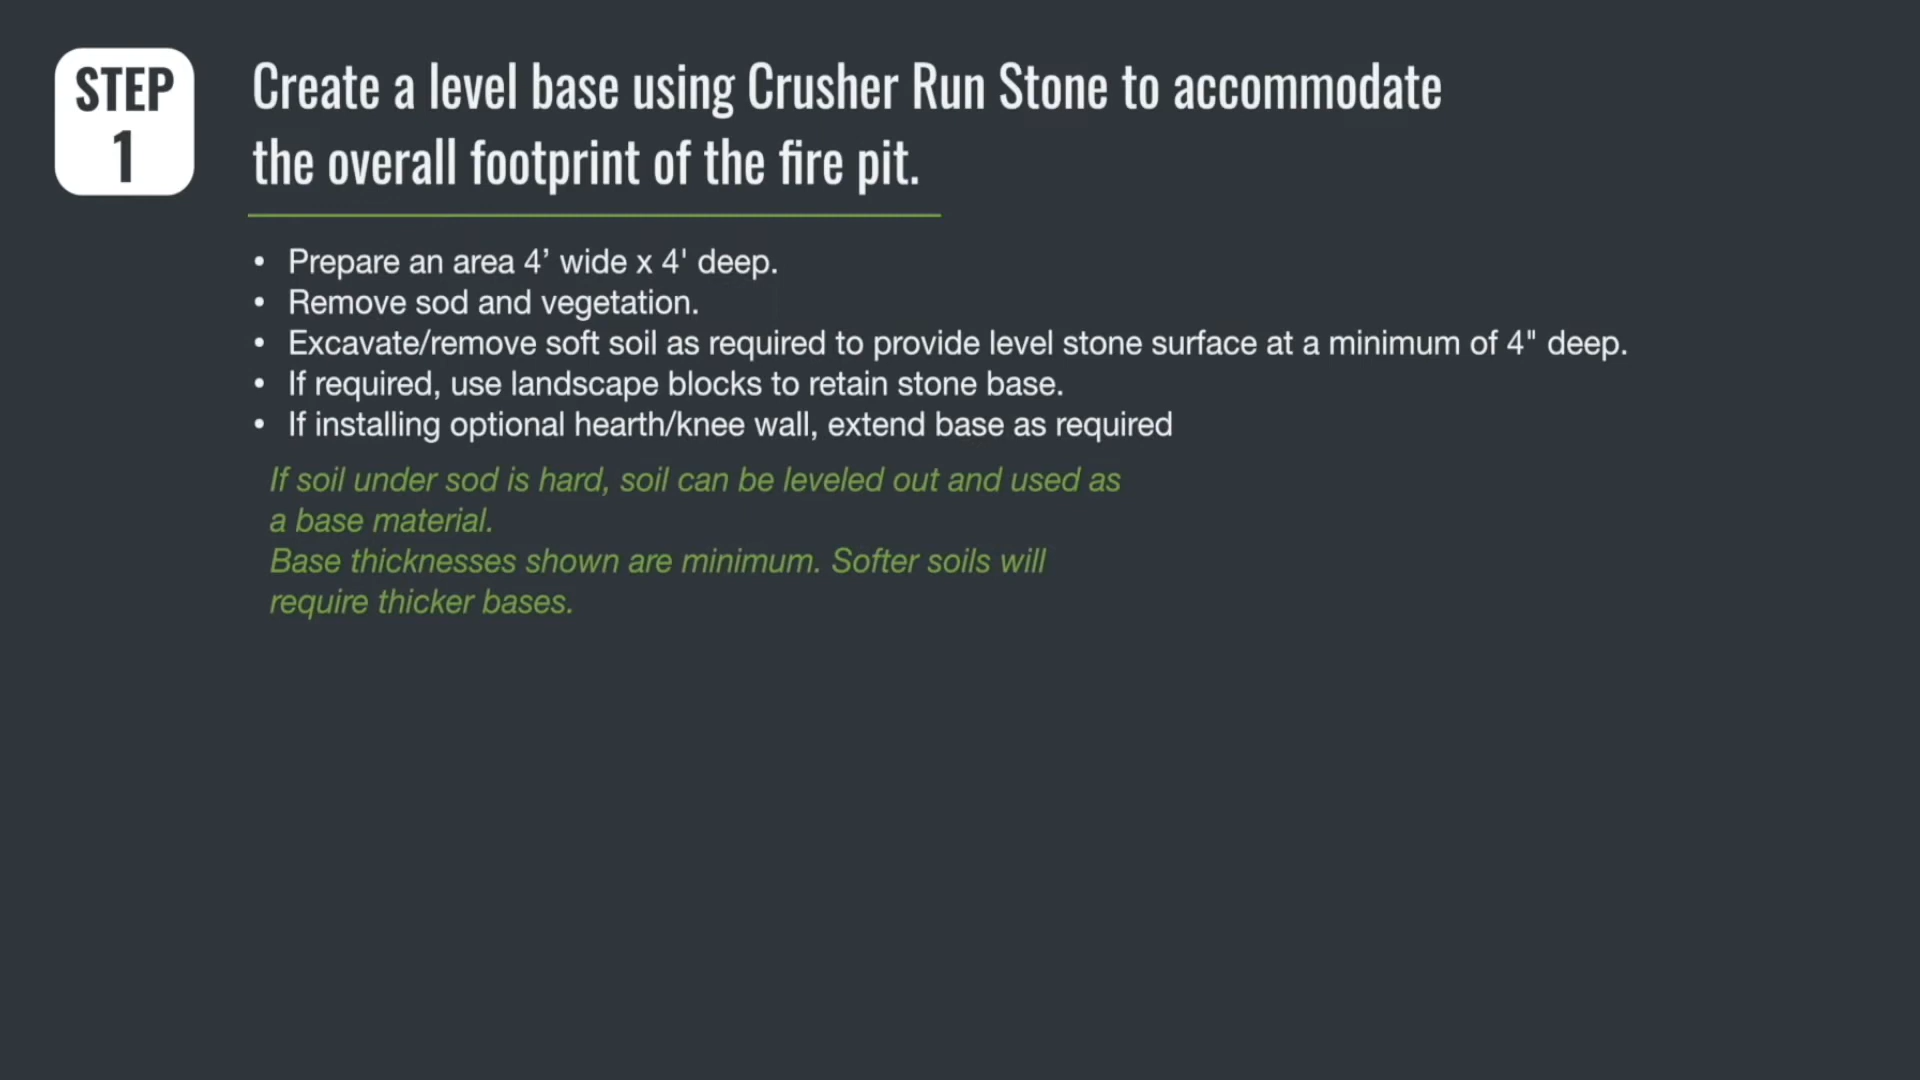 STEP
1
Create a level base using Crusher Run Stone to accommodate
the overall footprint of the fire pit.
• Prepare an area 4’ wide x 4' deep.
• Remove sod and vegetation.
• Excavate/remove soft soil as required to provide level stone surface at a minimum of 4" deep.
• If required, use landscape blocks to retain stone base.
• If installing optional hearth/knee wall, extend base as required
If soil under sod is hard, soil can be leveled out and used as
a base material.
Base thicknesses shown are minimum. Softer soils will
require thicker bases.